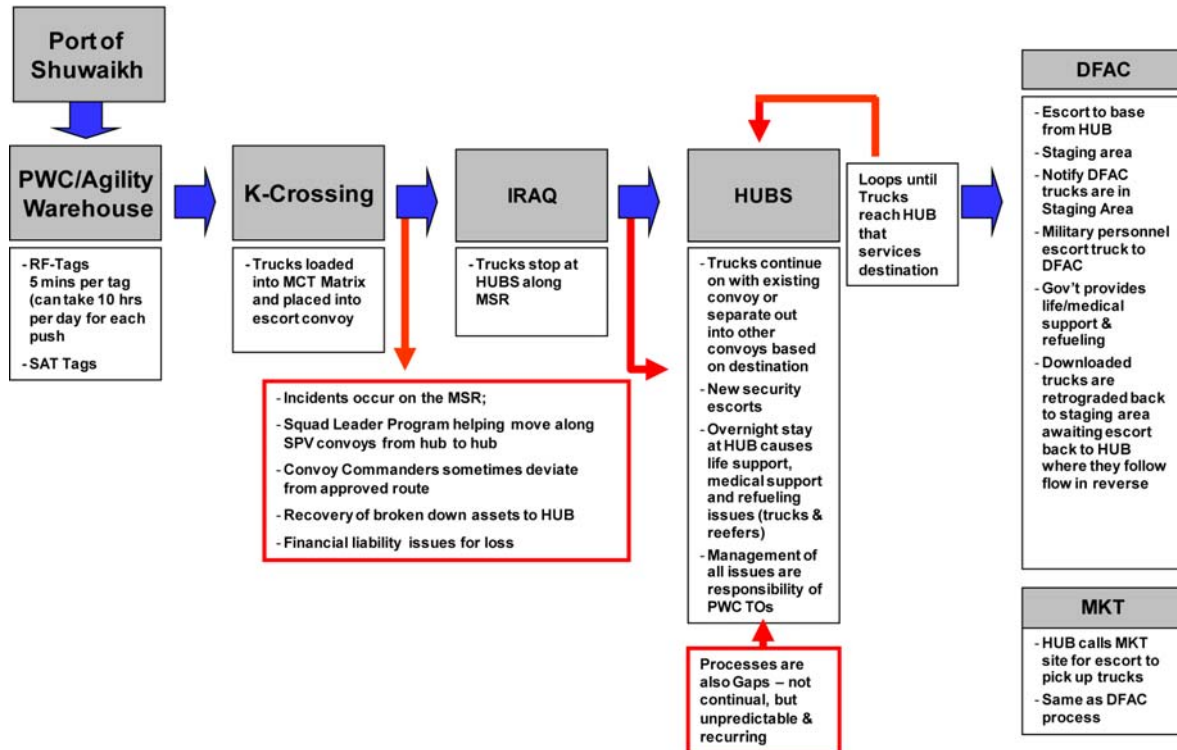 Port of
Shuwaikh
PWC/Agility
Warehouse
- RF-Tags
5 mins per tag
(can take 10 hrs
per day for each
push
- SAT Tags
K-Crossing
- Trucks loaded
into MCT Matrix
and placed into
escort convoy
IRAQ
- Trucks stop at
HUBS along
MSR
- Incidents occur on the MSR;
- Squad Leader Program helping move along
SPV convoys from hub to hub
- Convoy Commanders sometimes deviate
from approved route
- Recovery of broken down assets to HUB
- Financial liability issues for loss
HUBS
- Trucks continue
on with existing
convoy or
separate out
into other
convoys based
on destination
- New security
escorts
- Overnight stay
at HUB causes
life support,
medical support
and refueling
issues (trucks &
reefers)
- Management of
all issues are
responsibility of
PWC TOs
Processes are
also Gaps – not
continual, but
unpredictable &
recurring
Loops until
Trucks
reach HUB
that
services
destination
DFAC
- Escort to base
from HUB
- Staging area
- Notify DFAC
trucks are in
Staging Area
- Military personnel
escort truck to
DFAC
- Gov't provides
life/medical
support &
refueling
- Downloaded
trucks are
retrograded back
to staging area
awaiting escort
back to HUB
where they follow
flow in reverse
MKT
- HUB calls MKT
site for escort to
pick up trucks
- Same as DFAC
process